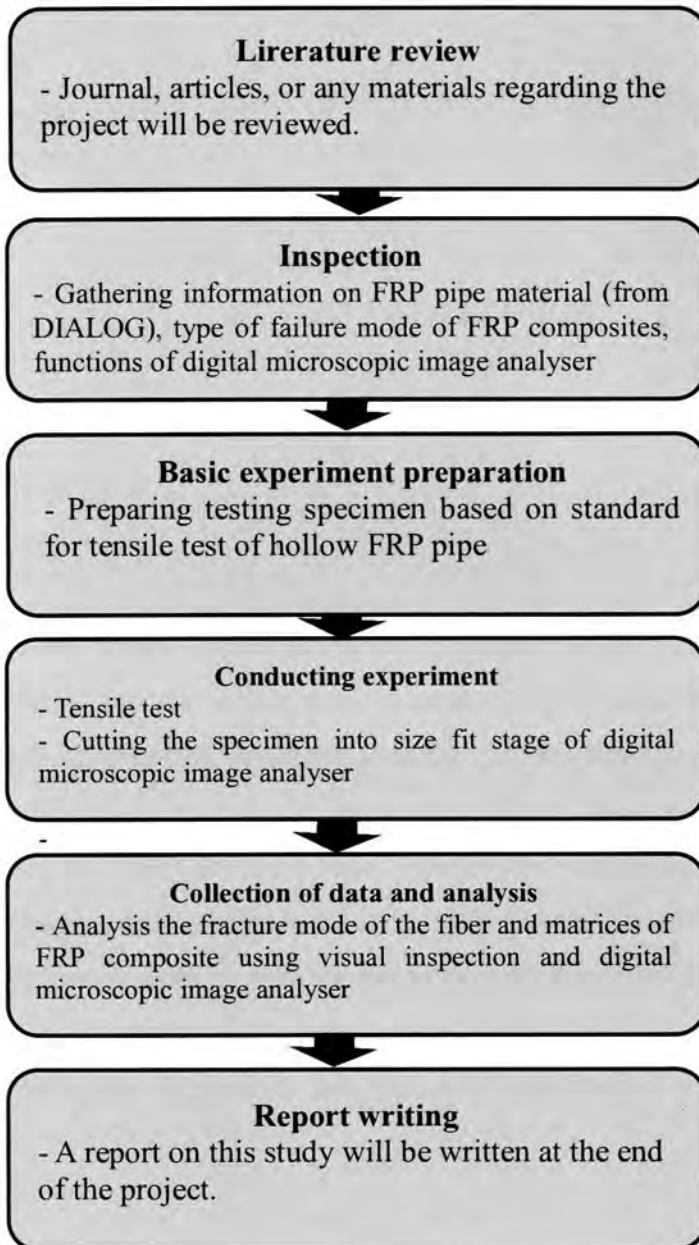 Lirerature review
- Journal, articles, or any materials regarding the
project will be reviewed.
Inspection
- Gathering information on FRP pipe material (from
DIALOG), type of failure mode of FRP composites,
functions of digital microscopic image analyser
Basic experiment preparation
- Preparing testing specimen based on standard
for tensile test of hollow FRP pipe
Conducting experiment
- Tensile test
- Cutting the specimen into size fit stage of digital
microscopic image analyser
-
Collection of data and analysis
- Analysis the fracture mode of the fiber and matrices of
FRP composite using visual inspection and digital
microscopic image analyser
Report writing
- A report on this study will be written at the end
of the project.